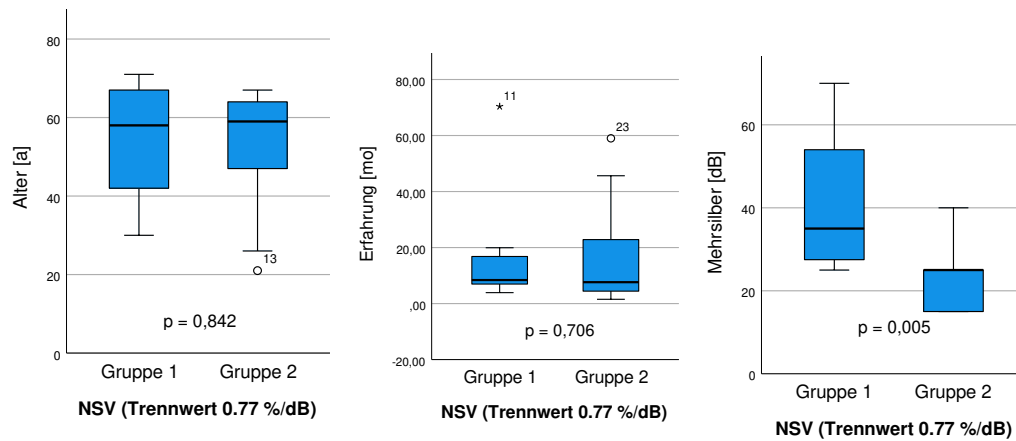 Alter [a]
80
60
40
20
0
13
p = 0,842
Gruppe 1
Gruppe 2
NSV (Trennwert 0.77 %/dB)
Erfahrung [mo]
80,00
60,00
40,00
20,00
,00
-20,00
11
23
p = 0,706
Gruppe 1
Gruppe 2
NSV (Trennwert 0.77 %/dB)
Mehrsilber [dB]
60
40
20
0
p = 0,005
Gruppe 1
Gruppe 2
NSV (Trennwert 0.77 %/dB)